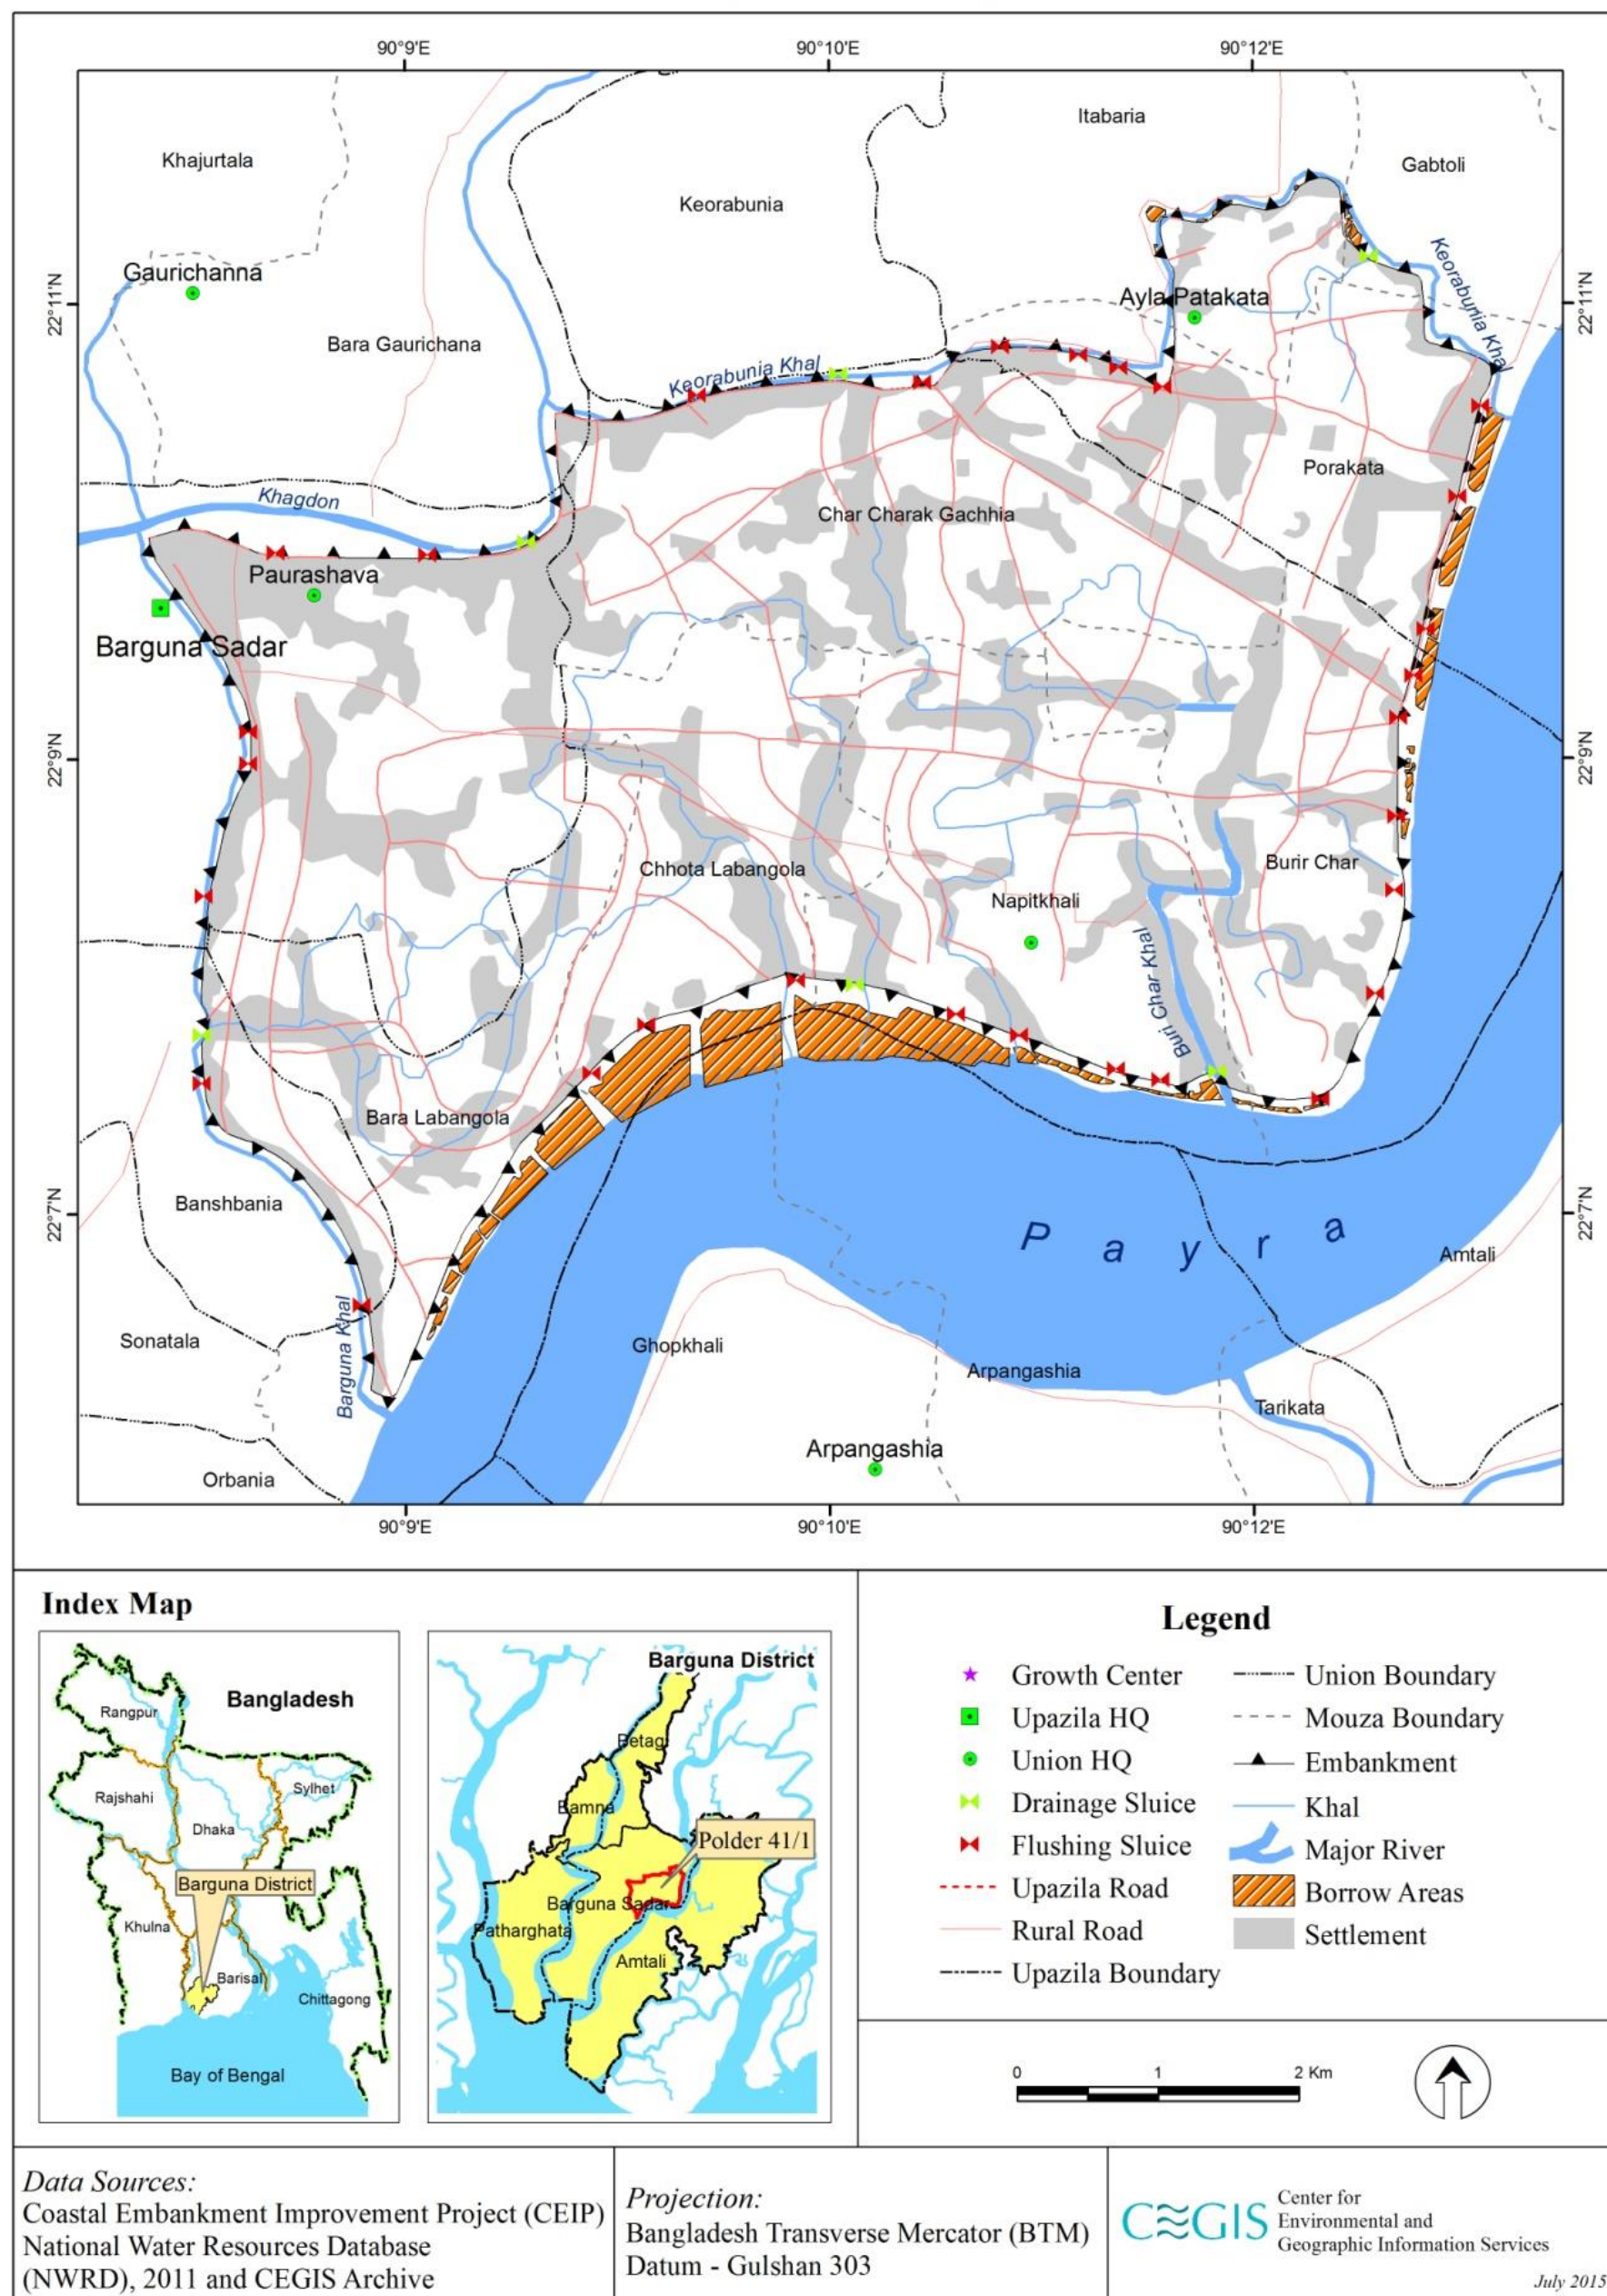 90°9'E
90°10'E
90°12'E
Itabaria
Khajurtala
Gabtoli
Keorabunia
Keorabunia Khal
Gaurichanna
22°11'N
Ayla Patakata
22°11'N
Bara Gaurichana
Keorabunia Khal
Porakata
Khagdon
Char Charak Gachhia
Paurashava
Barguna Sadar
22°9'N
22°9'N
Chhota Labangola
Burir Char
Napitkhali
Buri Char Khal
Bara Labangola
Banshbania
22°7'N
22°7'N
Payra
Amtali
Sonatala
Barguna Khal
Ghopkhali
Arpangashia
Tarikata
Arpangashia
Orbania
90°9'E
90°10'E
90°12'E
Index Map
Bangladesh
Rangpur
Rajshahi
Sylhet
Dhaka
Barguna District
Khulna
Barisal
Chittagong
Bay of Bengal
Barguna District
Betagi
Bamna
Polder 41/1
Barguna Sadar
Patharghata
Amtali
Legend
Growth Center
Upazila HQ
Union HQ
Drainage Sluice
Flushing Sluice
Upazila Road
Rural Road
Upazila Boundary
Union Boundary
Mouza Boundary
Embankment
Khal
Major River
Borrow Areas
Settlement
0 1 2 Km
Data Sources:
Coastal Embankment Improvement Project (CEIP)
National Water Resources Database
(NWRD), 2011 and CEGIS Archive
Projection:
Bangladesh Transverse Mercator (BTM)
Datum - Gulshan 303
CEGIS
Center for
Environmental and
Geographic Information Services
July 2015